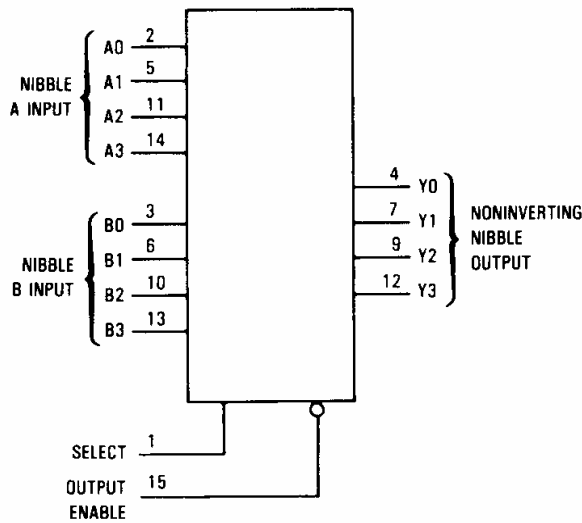 A0 2
A1 5
A2 11
A3 14
NIBBLE
A INPUT
B0 3
B1 6
B2 10
B3 13
NIBBLE
B INPUT
4 Y0
7 Y1
9 Y2
12 Y3
NONINVERTING
NIBBLE
OUTPUT
SELECT 1
OUTPUT 15
ENABLE